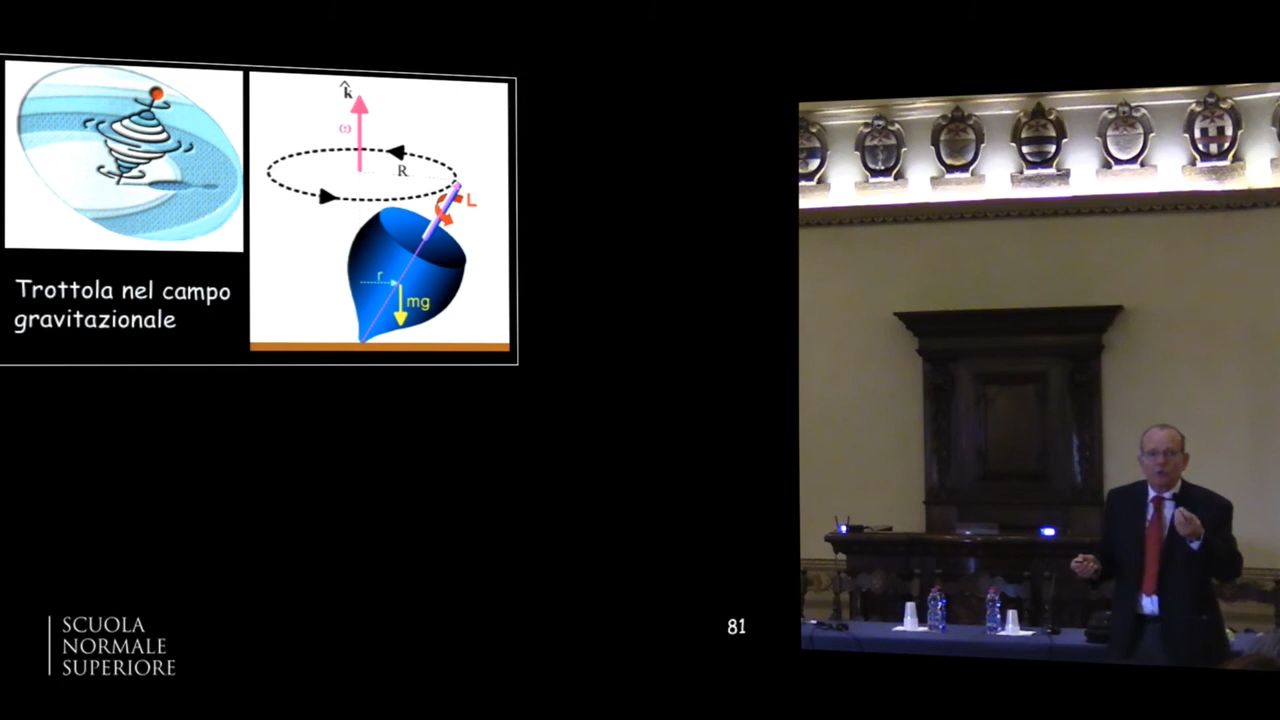 k̂
ω
R
L
r
mg
Trottola nel campo
gravitazionale
SCUOLA
NORMALE
SUPERIORE
81